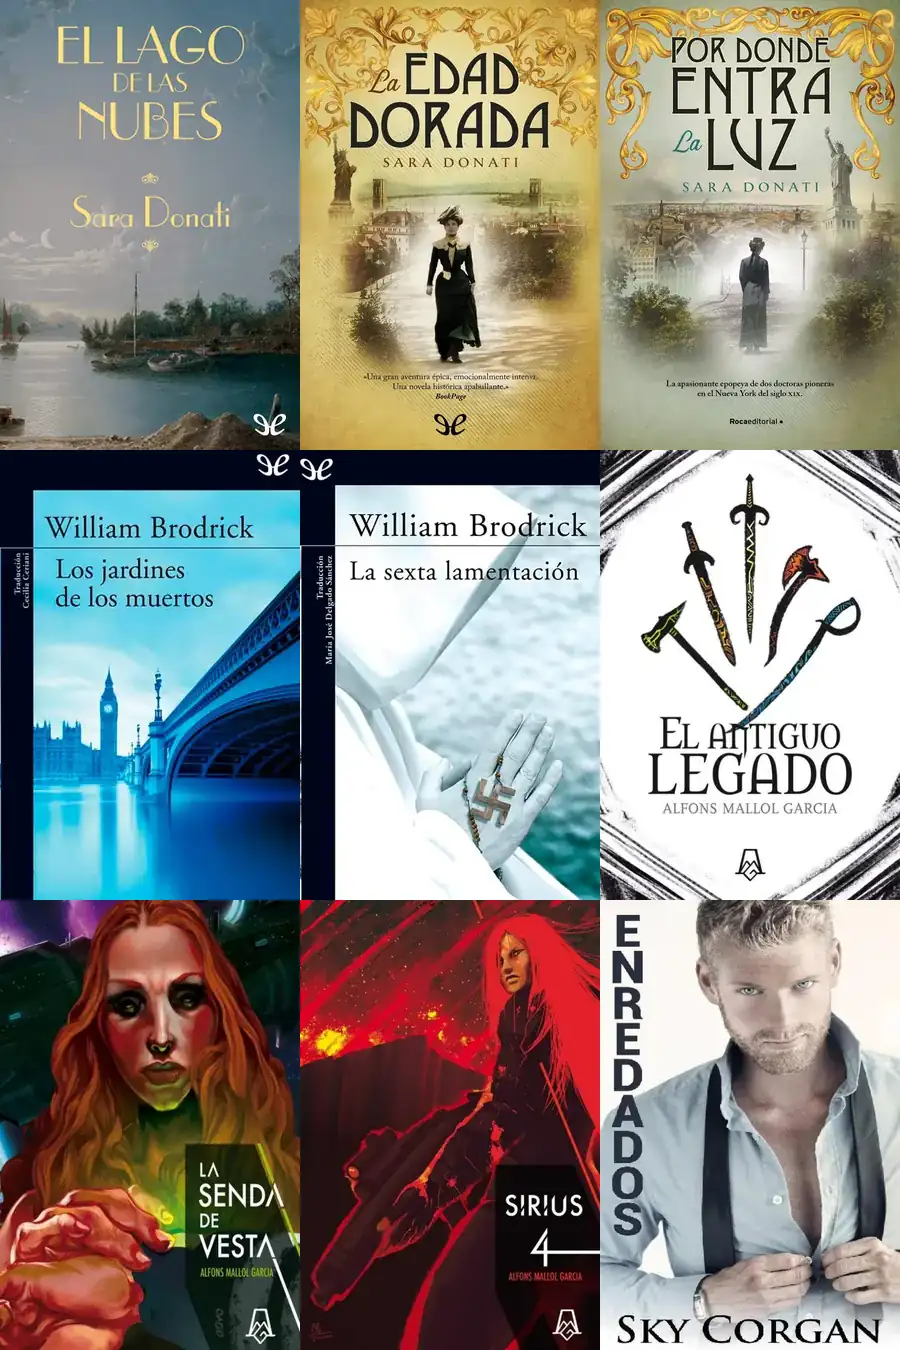 EL LAGO
DE LAS
NUBES
Sara Donati
La EDAD
DORADA
SARA DONATI
«Una gran aventura épica, emocionalmente intensa.
Una novela histórica apabullante.»
BookPage
POR DONDE
ENTRA
La LUZ
SARA DONATI
La apasionante epopeya de dos doctoras pioneras
en el Nueva York del siglo XIX.
Rocaeditorial
William Brodrick
Los jardines
de los muertos
Traducción
Cecilia Ceriani
William Brodrick
La sexta lamentación
Traducción
María José Delgado Sánchez
EL ANTIGUO
LEGADO
ALFONS MALLOL GARCIA
LA
SENDA
DE
VESTA
ALFONS MALLOL GARCIA
SIRIUS
4
ALFONS MALLOL GARCIA
ENREDADOS
SKY CORGAN